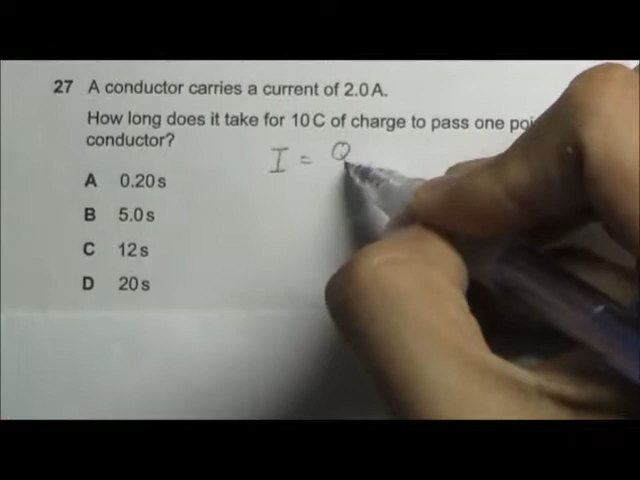 27 A conductor carries a current of 2.0 A.
How long does it take for 10 C of charge to pass one
conductor?
I = Q
A 0.20 s
B 5.0 s
C 12 s
D 20 s